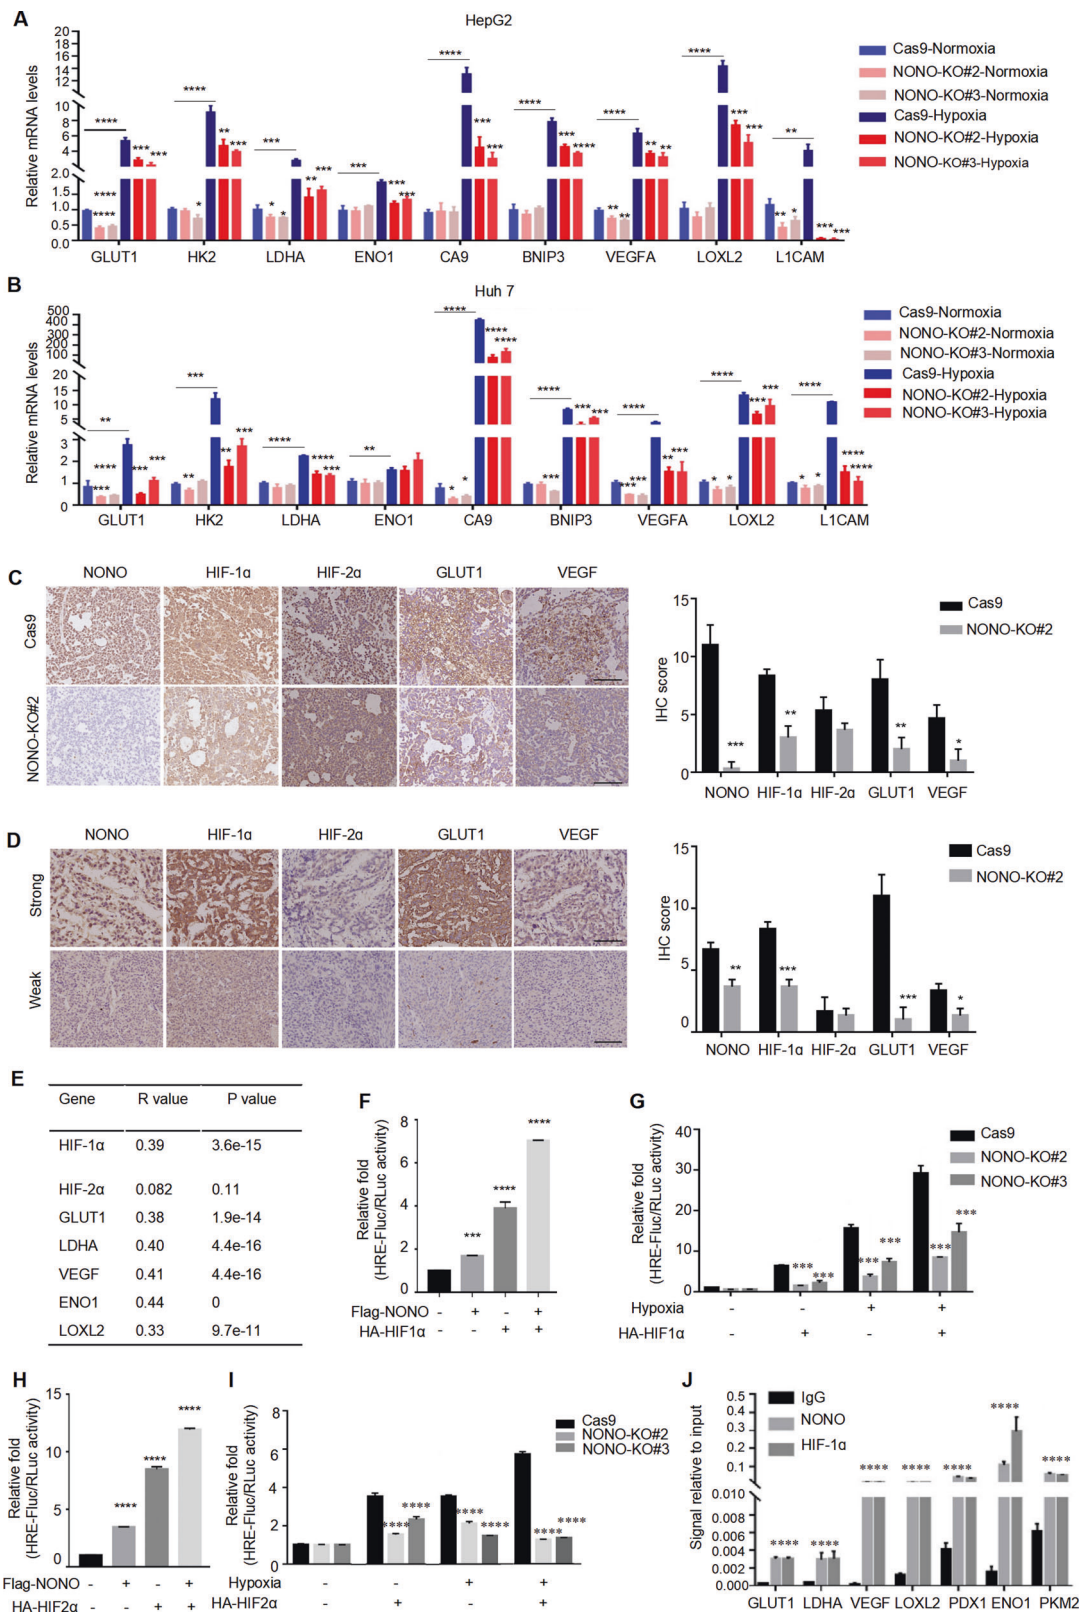 A
HepG2
Relative mRNA levels
20
18
16
14
12
10
8
6
4
2.0
1.5
1.0
0.5
0.0
GLUT1 HK2 LDHA ENO1 CA9 BNIP3 VEGFA LOXL2 L1CAM
Cas9-Normoxia
NONO-KO#2-Normoxia
NONO-KO#3-Normoxia
Cas9-Hypoxia
NONO-KO#2-Hypoxia
NONO-KO#3-Hypoxia
B
Huh 7
Relative mRNA levels
500
400
300
200
100
20
15
10
5
3
2
1
0
GLUT1 HK2 LDHA ENO1 CA9 BNIP3 VEGFA LOXL2 L1CAM
Cas9-Normoxia
NONO-KO#2-Normoxia
NONO-KO#3-Normoxia
Cas9-Hypoxia
NONO-KO#2-Hypoxia
NONO-KO#3-Hypoxia
C
NONO HIF-1α HIF-2α GLUT1 VEGF
Cas9
NONO-KO#2
IHC score
15
10
5
0
*** ** ** *
NONO HIF-1α HIF-2α GLUT1 VEGF
Cas9
NONO-KO#2
D
NONO HIF-1α HIF-2α GLUT1 VEGF
Strong
Weak
IHC score
15
10
5
0
** *** *** *
NONO HIF-1α HIF-2α GLUT1 VEGF
Cas9
NONO-KO#2
E
Gene R value P value
HIF-1α 0.39 3.6e-15
HIF-2α 0.082 0.11
GLUT1 0.38 1.9e-14
LDHA 0.40 4.4e-16
VEGF 0.41 4.4e-16
ENO1 0.44 0
LOXL2 0.33 9.7e-11
F
Relative fold
(HRE-Fluc/RLuc activity)
8
6
4
2
0
*** **** ****
Flag-NONO - + - +
HA-HIF1α - - + +
G
Relative fold
(HRE-Fluc/RLuc activity)
40
30
20
10
0
*** *** *** *** *** ***
Cas9
NONO-KO#2
NONO-KO#3
Hypoxia - - + +
HA-HIF1α - + - +
H
Relative fold
(HRE-Fluc/RLuc activity)
15
10
5
0
**** **** ****
Flag-NONO - + - +
HA-HIF2α - - + +
I
Relative fold
(HRE-Fluc/RLuc activity)
8
6
4
2
0
**** **** **** **** **** ****
Cas9
NONO-KO#2
NONO-KO#3
Hypoxia - - + +
HA-HIF2α - + - +
J
Signal relative to input
0.5
0.4
0.3
0.2
0.1
0.010
0.008
0.006
0.004
0.002
0.000
**** **** **** **** **** **** ****
IgG
NONO
HIF-1α
GLUT1 LDHA VEGF LOXL2 PDX1 ENO1 PKM2